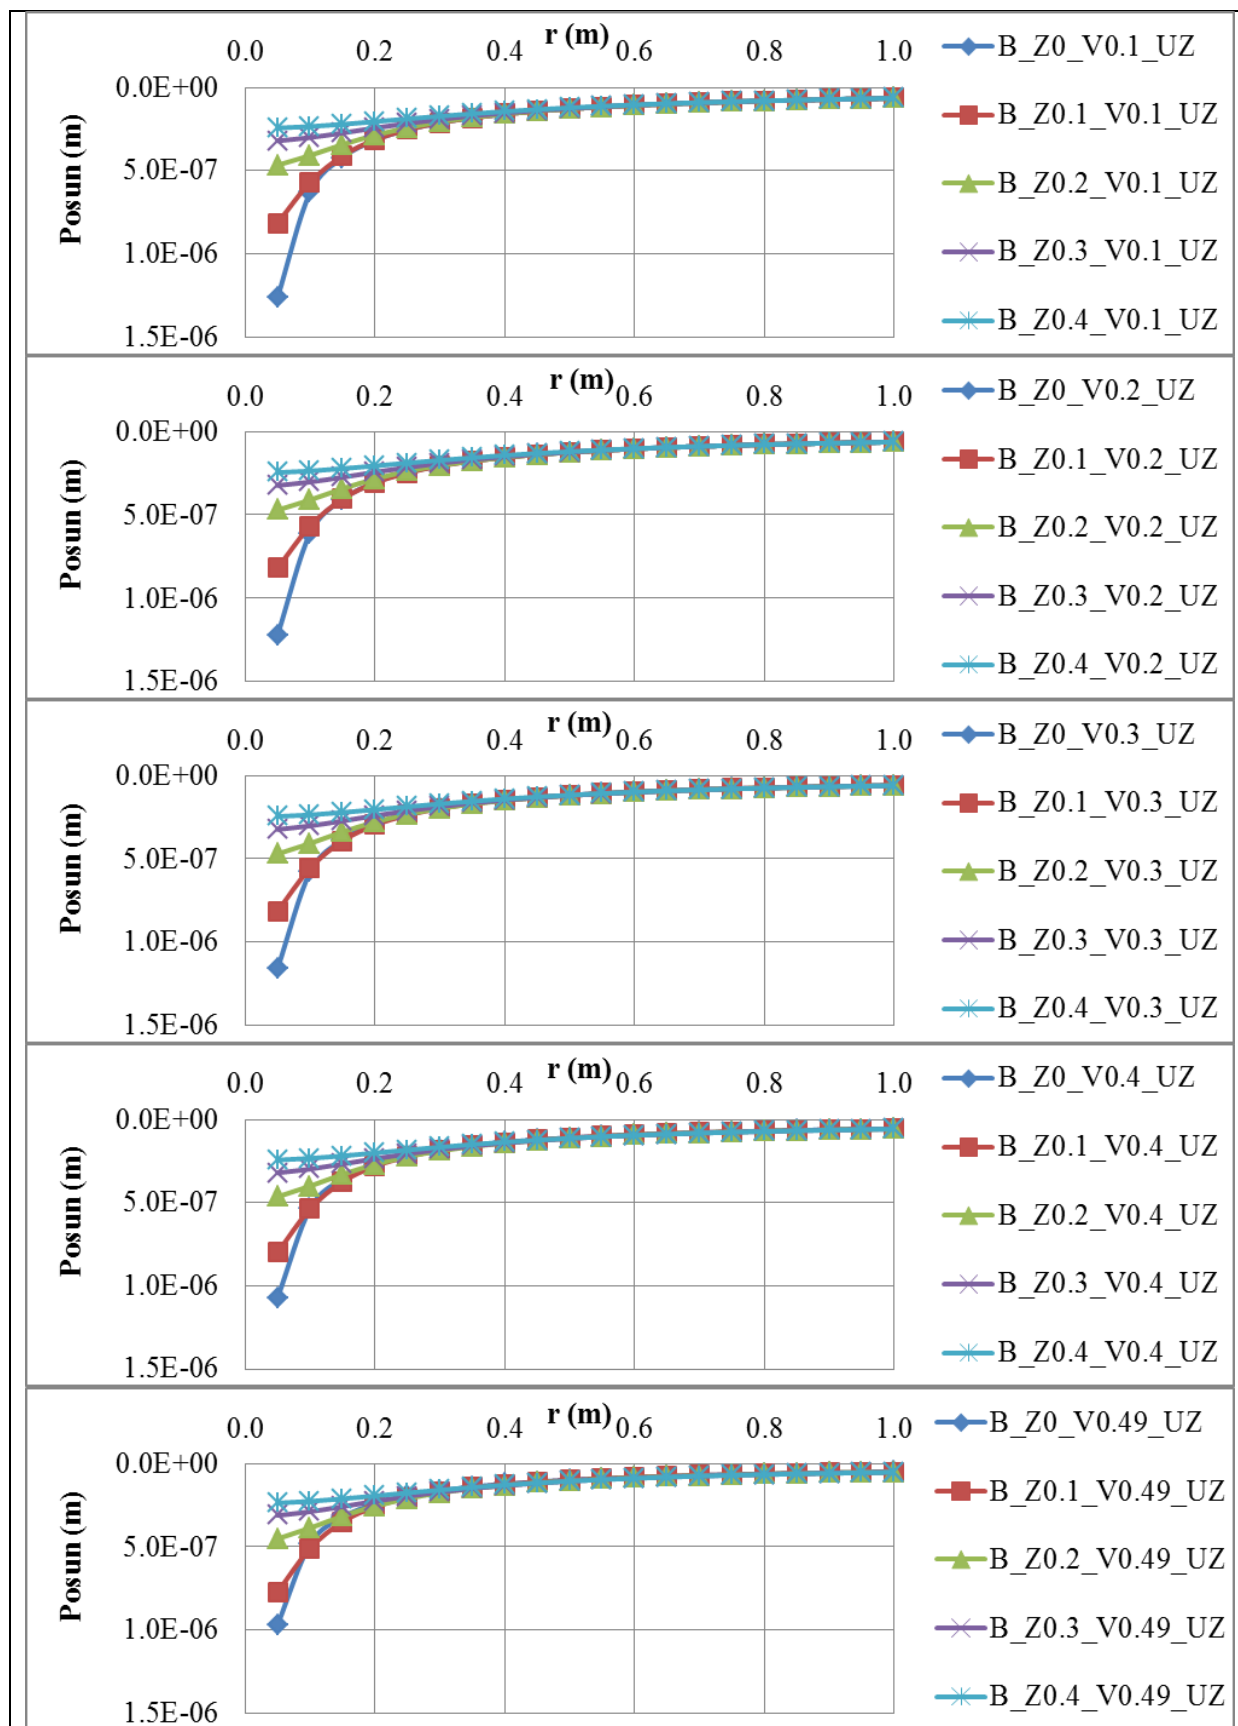 r (m)
0.0 0.2 0.4 0.6 0.8 1.0
0.0E+00
5.0E-07
1.0E-06
1.5E-06
Posun (m)
B_Z0_V0.1_UZ
B_Z0.1_V0.1_UZ
B_Z0.2_V0.1_UZ
B_Z0.3_V0.1_UZ
B_Z0.4_V0.1_UZ
r (m)
0.0 0.2 0.4 0.6 0.8 1.0
0.0E+00
5.0E-07
1.0E-06
1.5E-06
Posun (m)
B_Z0_V0.2_UZ
B_Z0.1_V0.2_UZ
B_Z0.2_V0.2_UZ
B_Z0.3_V0.2_UZ
B_Z0.4_V0.2_UZ
r (m)
0.0 0.2 0.4 0.6 0.8 1.0
0.0E+00
5.0E-07
1.0E-06
1.5E-06
Posun (m)
B_Z0_V0.3_UZ
B_Z0.1_V0.3_UZ
B_Z0.2_V0.3_UZ
B_Z0.3_V0.3_UZ
B_Z0.4_V0.3_UZ
r (m)
0.0 0.2 0.4 0.6 0.8 1.0
0.0E+00
5.0E-07
1.0E-06
1.5E-06
Posun (m)
B_Z0_V0.4_UZ
B_Z0.1_V0.4_UZ
B_Z0.2_V0.4_UZ
B_Z0.3_V0.4_UZ
B_Z0.4_V0.4_UZ
r (m)
0.0 0.2 0.4 0.6 0.8 1.0
0.0E+00
5.0E-07
1.0E-06
1.5E-06
Posun (m)
B_Z0_V0.49_UZ
B_Z0.1_V0.49_UZ
B_Z0.2_V0.49_UZ
B_Z0.3_V0.49_UZ
B_Z0.4_V0.49_UZ